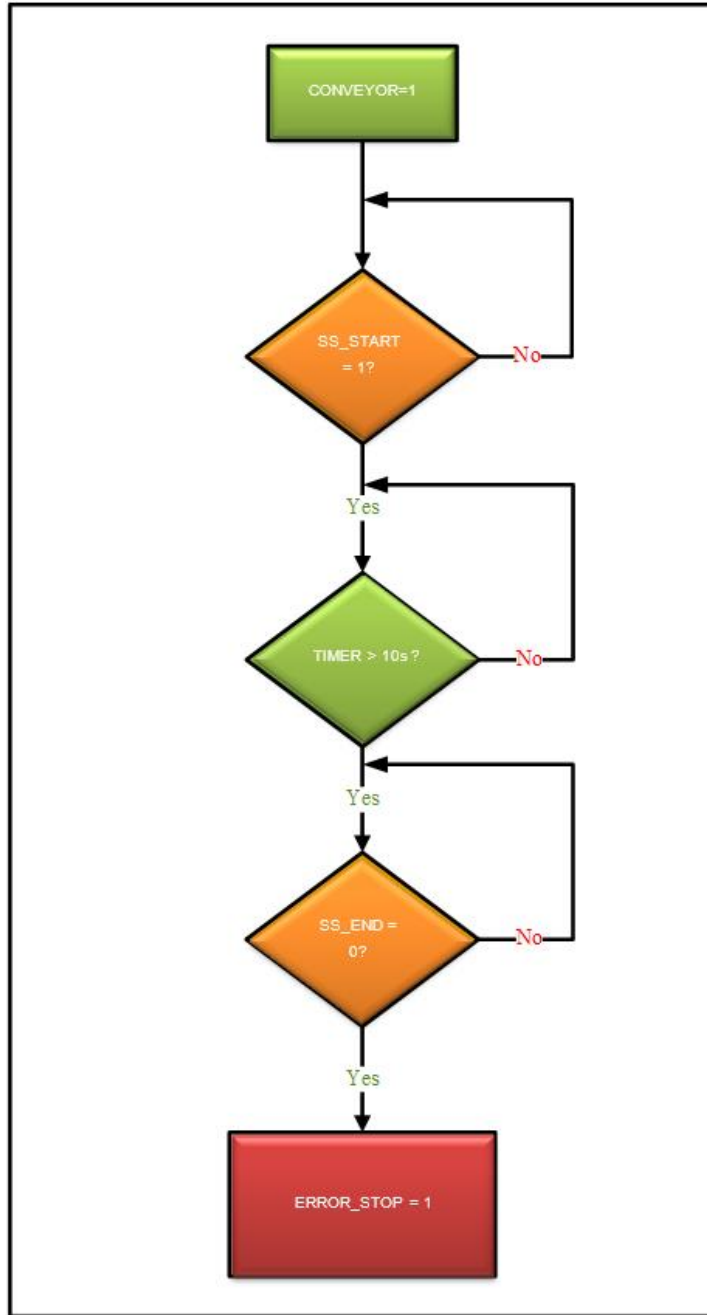 CONVEYOR=1
SS_START
= 1?
No
Yes
TIMER > 10s ?
No
Yes
SS_END =
0?
No
Yes
ERROR_STOP = 1